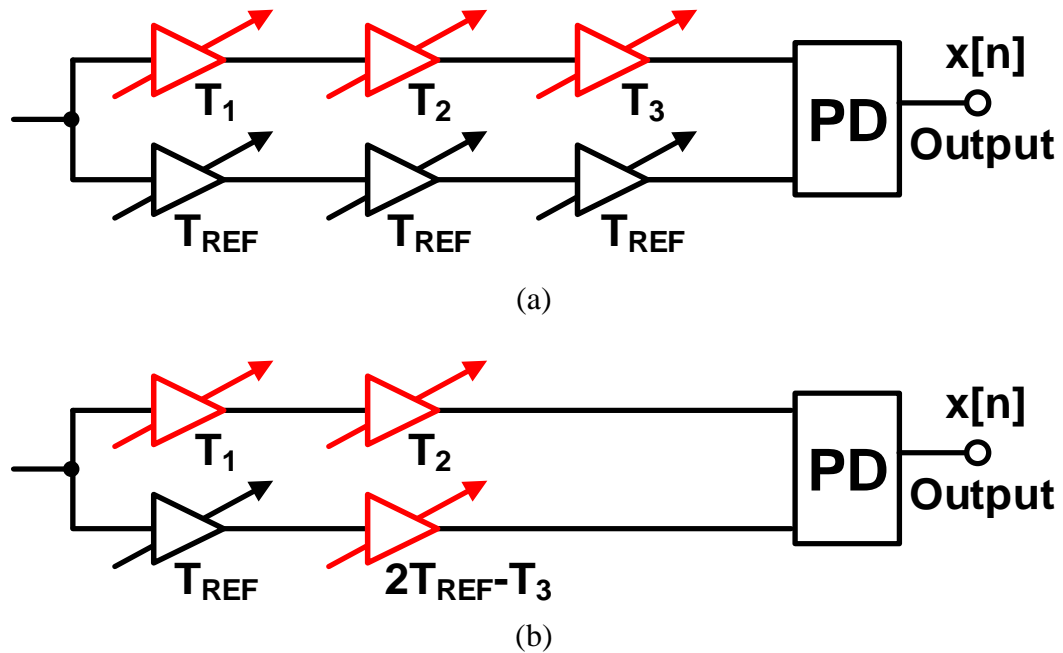 x[n]
T1 T2 T3
PD
Output
TREF TREF TREF
(a)
x[n]
T1 T2
PD
Output
TREF 2TREF-T3
(b)